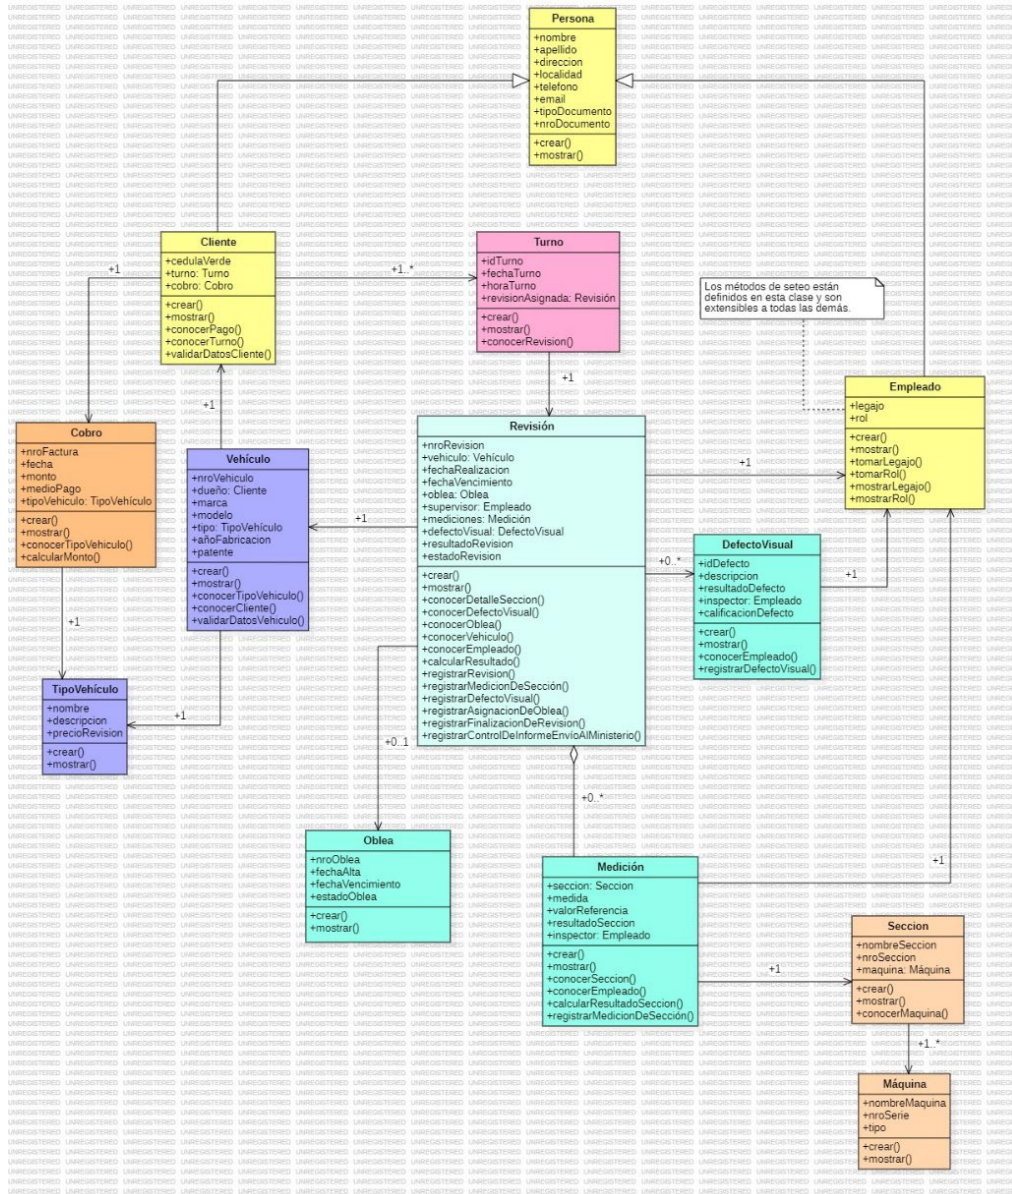 Persona
+nombre
+apellido
+direccion
+localidad
+telefono
+email
+tipoDocumento
+nroDocumento
+crear()
+mostrar()
Cliente
+cedulaVerde
+turno: Turno
+cobro: Cobro
+crear()
+mostrar()
+conocerPago()
+conocerTurno()
+validarDatosCliente()
+1
+1..*
Turno
+idTurno
+fechaTurno
+horaTurno
+revisionAsignada: Revisión
+crear()
+mostrar()
+conocerRevision()
+1
Los métodos de seteo están
definidos en esta clase y son
extensibles a todas las demás.
Empleado
+legajo
+rol
+crear()
+mostrar()
+tomarLegajo()
+tomarRol()
+mostrarLegajo()
+mostrarRol()
Cobro
+nroFactura
+fecha
+monto
+medioPago
+tipoVehiculo: TipoVehículo
+crear()
+mostrar()
+conocerTipoVehiculo()
+calcularMonto()
+1
+1
Vehículo
+nroVehiculo
+dueño: Cliente
+marca
+modelo
+tipo: TipoVehículo
+añoFabricacion
+patente
+crear()
+mostrar()
+conocerTipoVehiculo()
+conocerCliente()
+validarDatosVehiculo()
+1
+1
Revisión
+nroRevision
+vehiculo: Vehículo
+fechaRealizacion
+fechaVencimiento
+oblea: Oblea
+supervisor: Empleado
+mediciones: Medición
+defectoVisual: DefectoVisual
+resultadoRevision
+estadoRevision
+crear()
+mostrar()
+conocerDetalleSeccion()
+conocerDefectoVisual()
+conocerOblea()
+conocerVehiculo()
+conocerEmpleado()
+calcularResultado()
+registrarRevision()
+registrarMedicionDeSección()
+registrarDefectoVisual()
+registrarAsignacionDeOblea()
+registrarFinalizacionDeRevision()
+registrarControlDeInformeEnvíoAlMinisterio()
+1
+0..*
DefectoVisual
+idDefecto
+descripcion
+resultadoDefecto
+inspector: Empleado
+calificacionDefecto
+crear()
+mostrar()
+conocerEmpleado()
+registrarDefectoVisual()
+1
TipoVehículo
+nombre
+descripcion
+precioRevision
+crear()
+mostrar()
+0..1
+0..*
Oblea
+nroOblea
+fechaAlta
+fechaVencimiento
+estadoOblea
+crear()
+mostrar()
Medición
+seccion: Seccion
+medida
+valorReferencia
+resultadoSeccion
+inspector: Empleado
+crear()
+mostrar()
+conocerSeccion()
+conocerEmpleado()
+calcularResultadoSeccion()
+registrarMedicionDeSección()
+1
+1
Seccion
+nombreSeccion
+nroSeccion
+maquina: Máquina
+crear()
+mostrar()
+conocerMaquina()
+1..*
Máquina
+nombreMaquina
+nroSerie
+tipo
+crear()
+mostrar()
UNREGISTERED